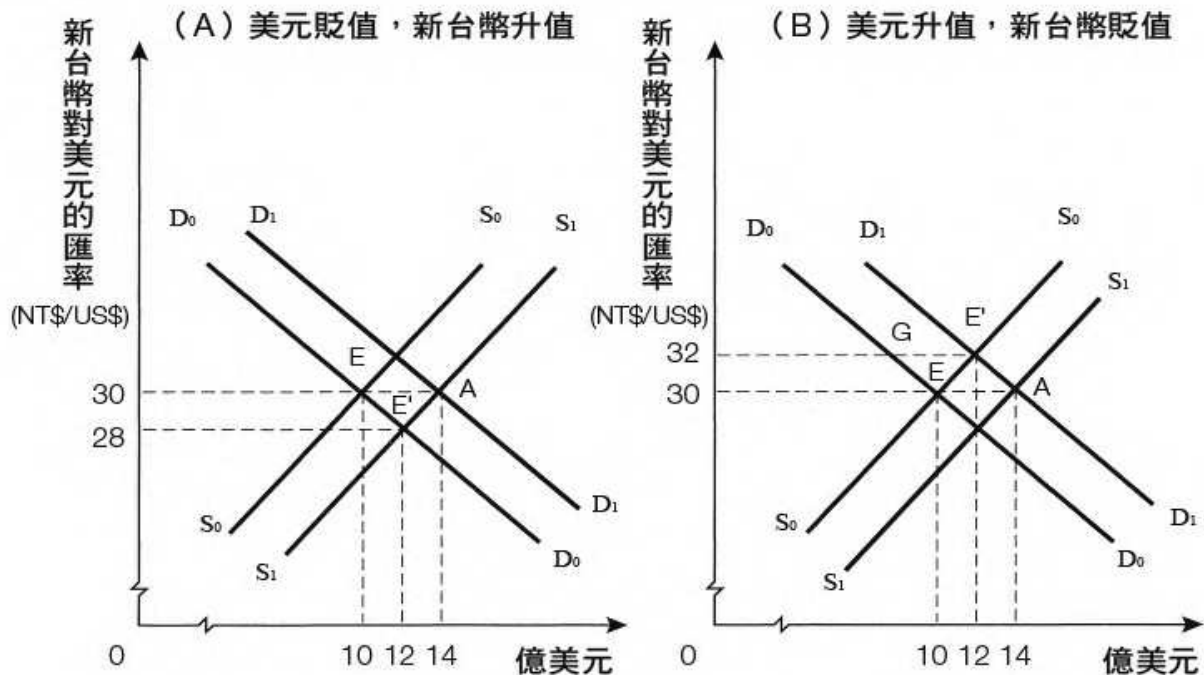 (A)美元貶值,新台幣升值
新台幣對美元的匯率
(NT$/US$)
30
28
0
10 12 14 億美元
D₀
D₁
S₀
S₁
E
E'
A
S₀
S₁
D₁
D₀
(B)美元升值,新台幣貶值
新台幣對美元的匯率
(NT$/US$)
32
30
0
10 12 14 億美元
D₀
D₁
S₀
S₁
E'
G
E
A
S₀
S₁
D₁
D₀